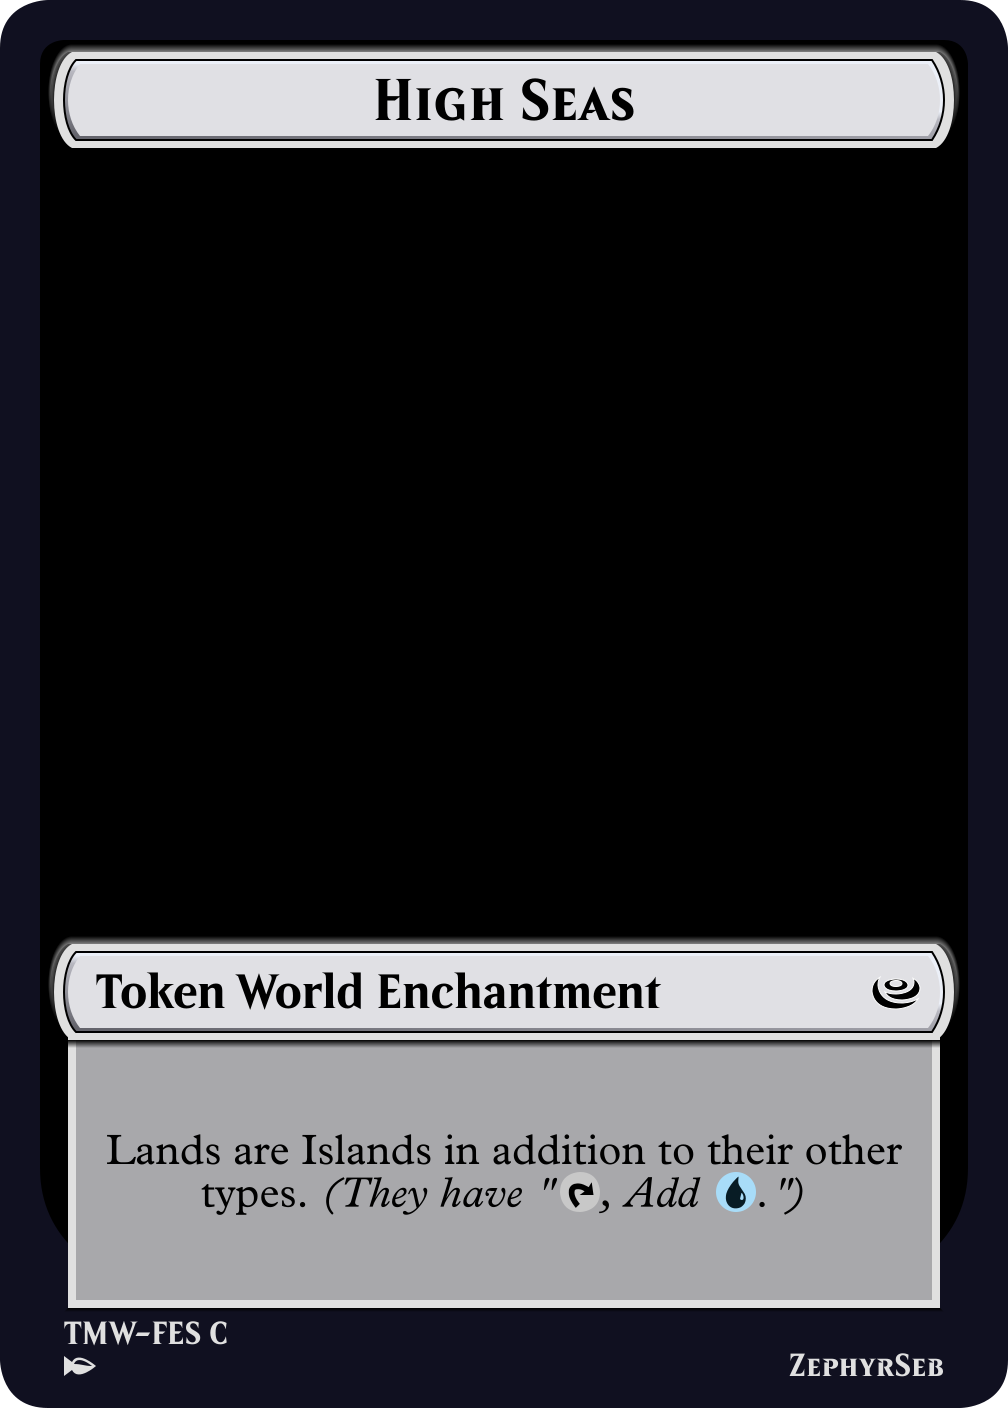 High Seas
Token World Enchantment
Lands are Islands in addition to their other
types. (They have ", Add .")
TMW-FES C
ZephyrSeb